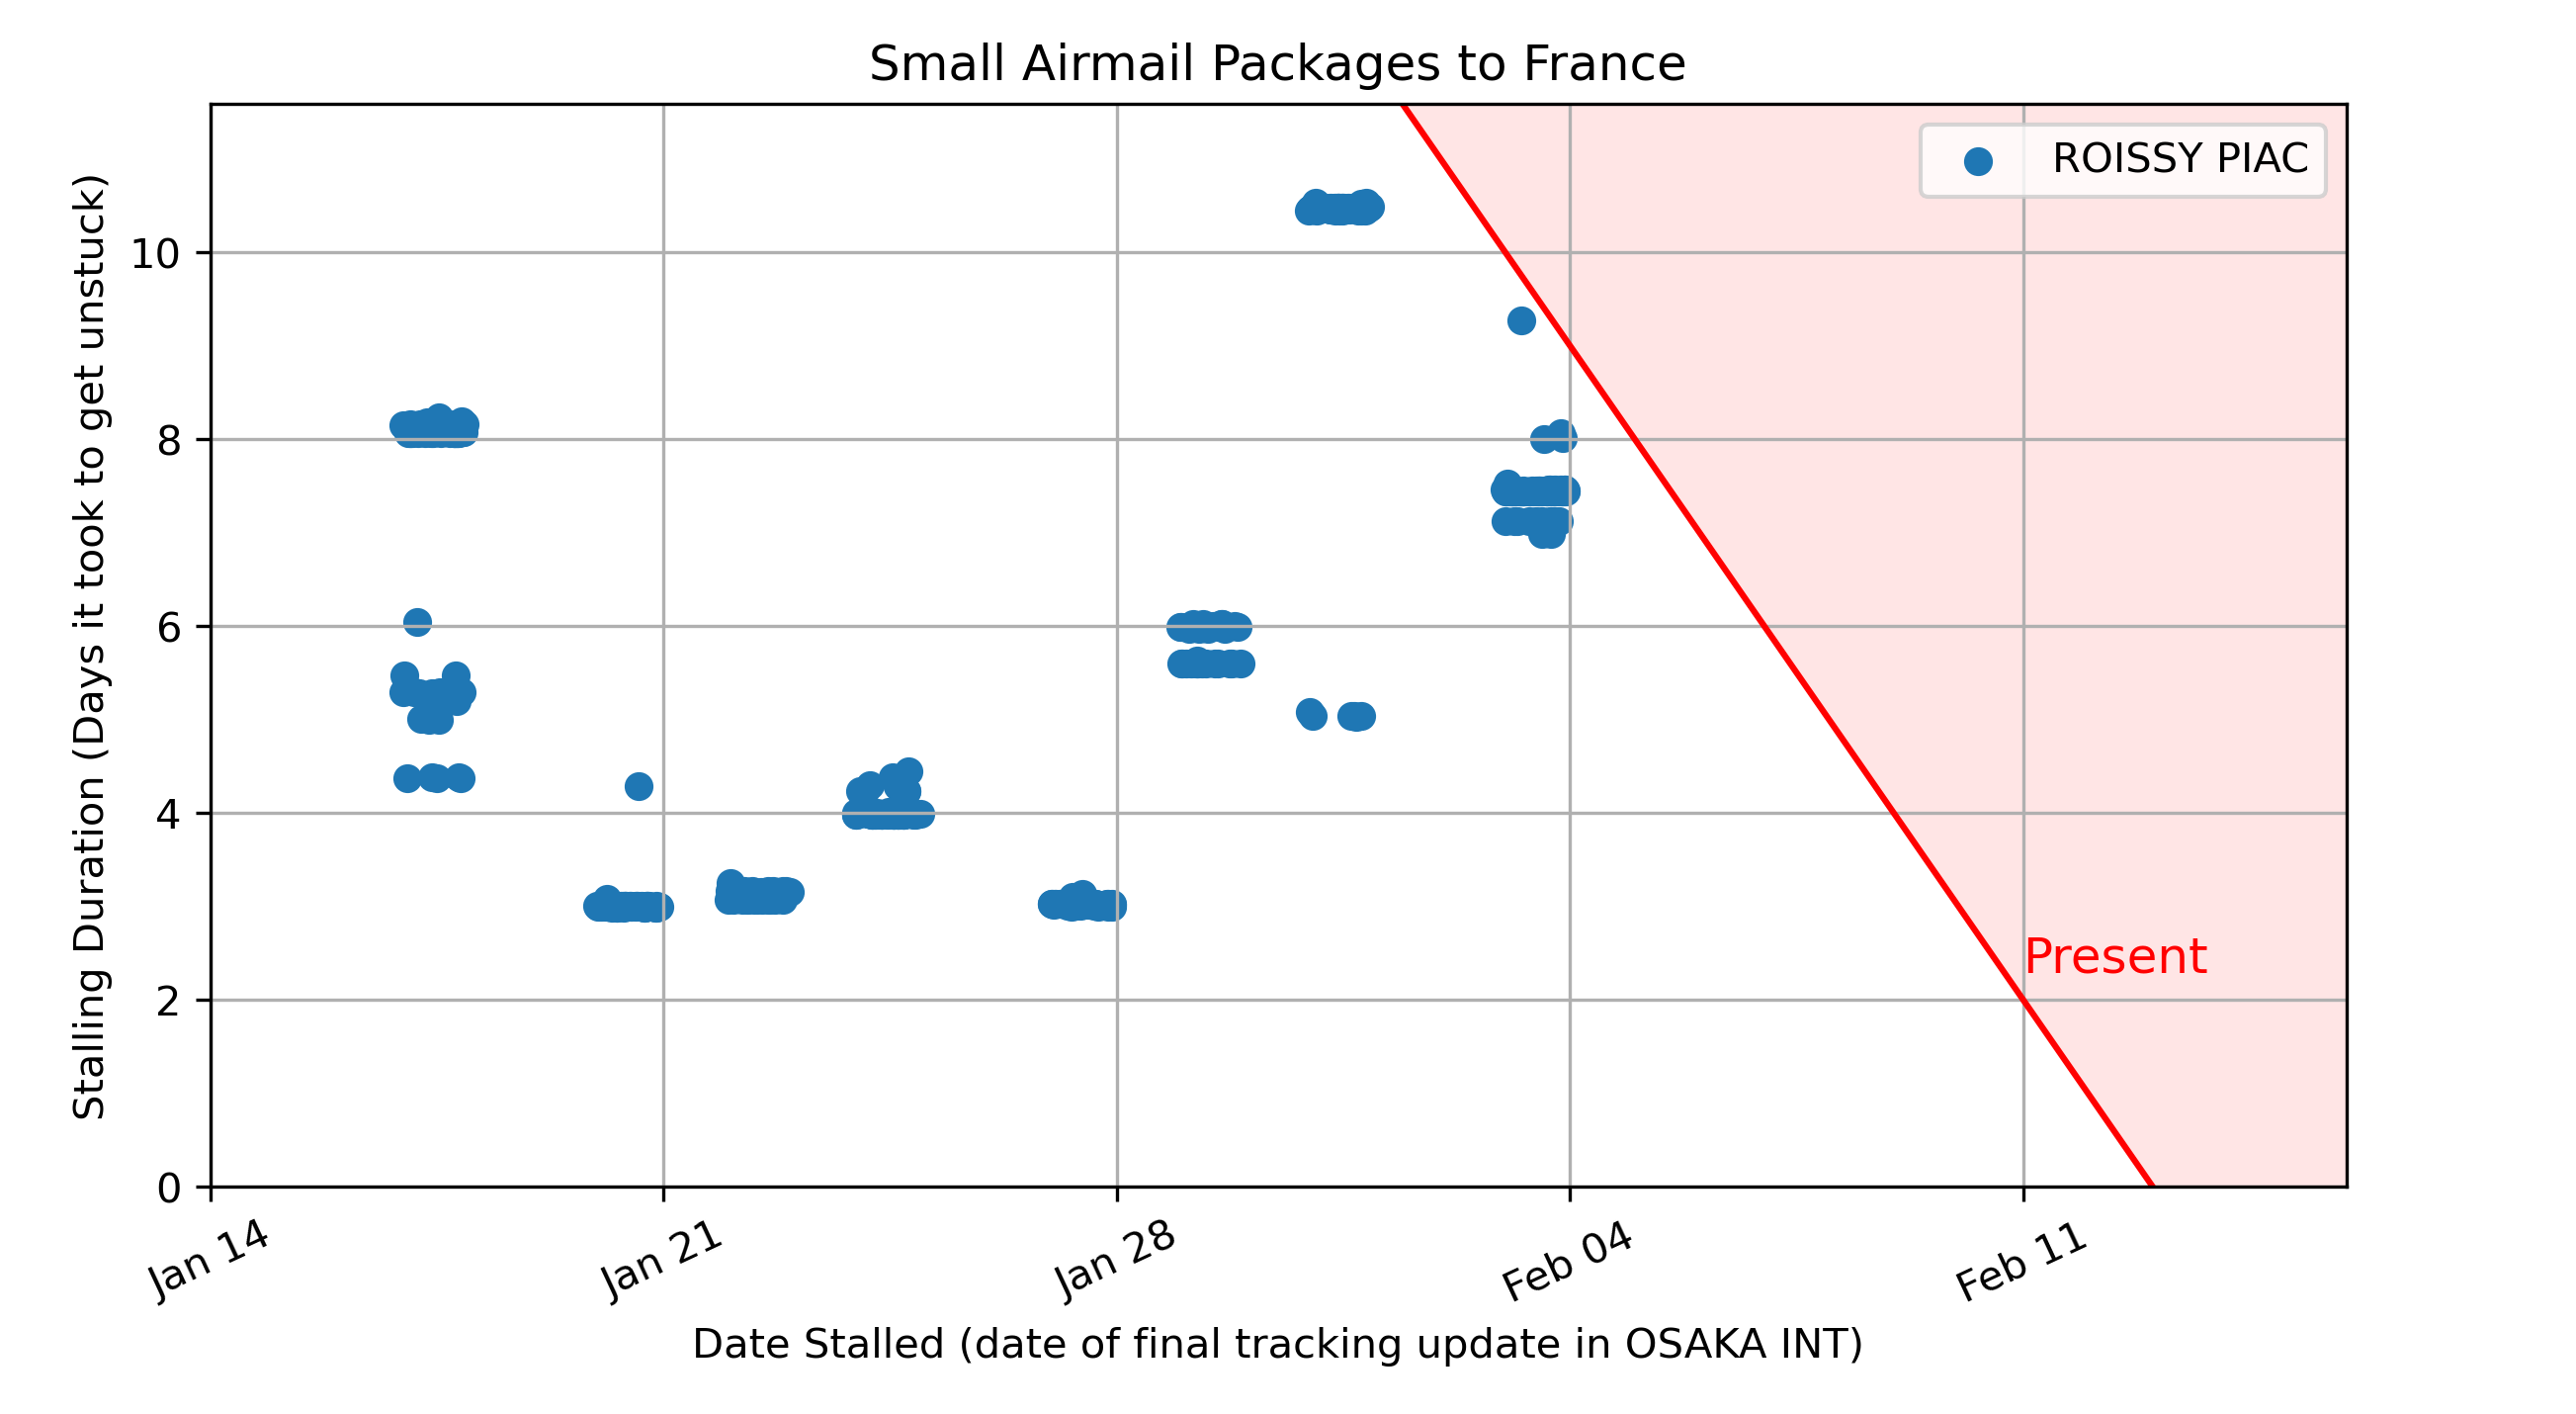 Small Airmail Packages to France
ROISSY PIAC
Stalling Duration (Days it took to get unstuck)
10
8
6
4
2
0
Present
Jan 14
Jan 21
Jan 28
Feb 04
Feb 11
Date Stalled (date of final tracking update in OSAKA INT)